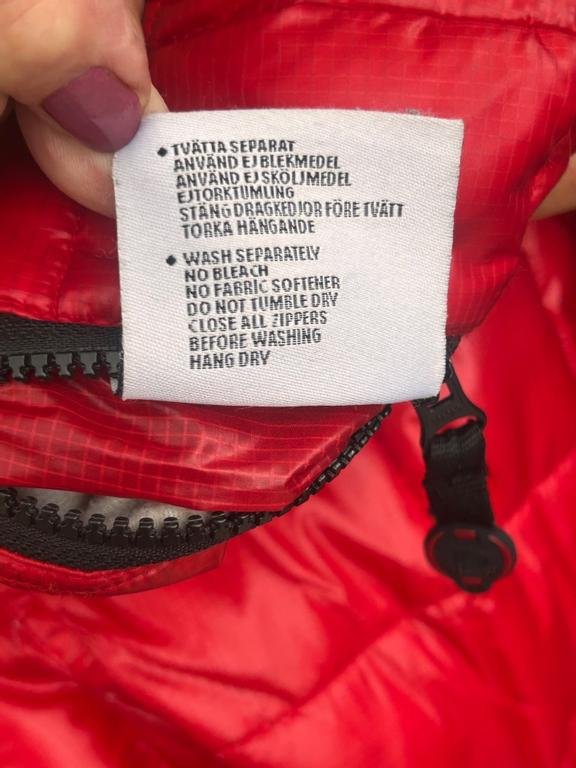 • TVÄTTA SEPARAT
ANVÄND EJ BLEKMEDEL
ANVÄND EJ SKÖLJMEDEL
EJ TORKTUMLING
STÄNG DRAGKEDJOR FÖRE TVÄTT
TORKA HÄNGANDE
• WASH SEPARATELY
NO BLEACH
NO FABRIC SOFTENER
DO NOT TUMBLE DRY
CLOSE ALL ZIPPERS
BEFORE WASHING
HANG DRY